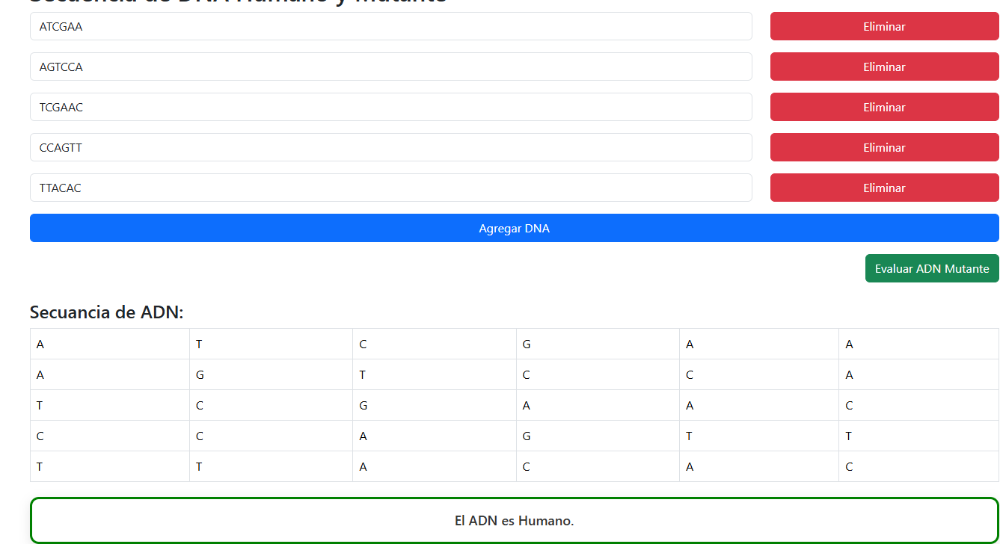 Secuencia de DNA Humano y Mutante
ATCGAA Eliminar
AGTCCA Eliminar
TCGAAC Eliminar
CCAGTT Eliminar
TTACAC Eliminar
Agregar DNA
Evaluar ADN Mutante
Secuancia de ADN:
A T C G A A
A G T C C A
T C G A A C
C C A G T T
T T A C A C
El ADN es Humano.